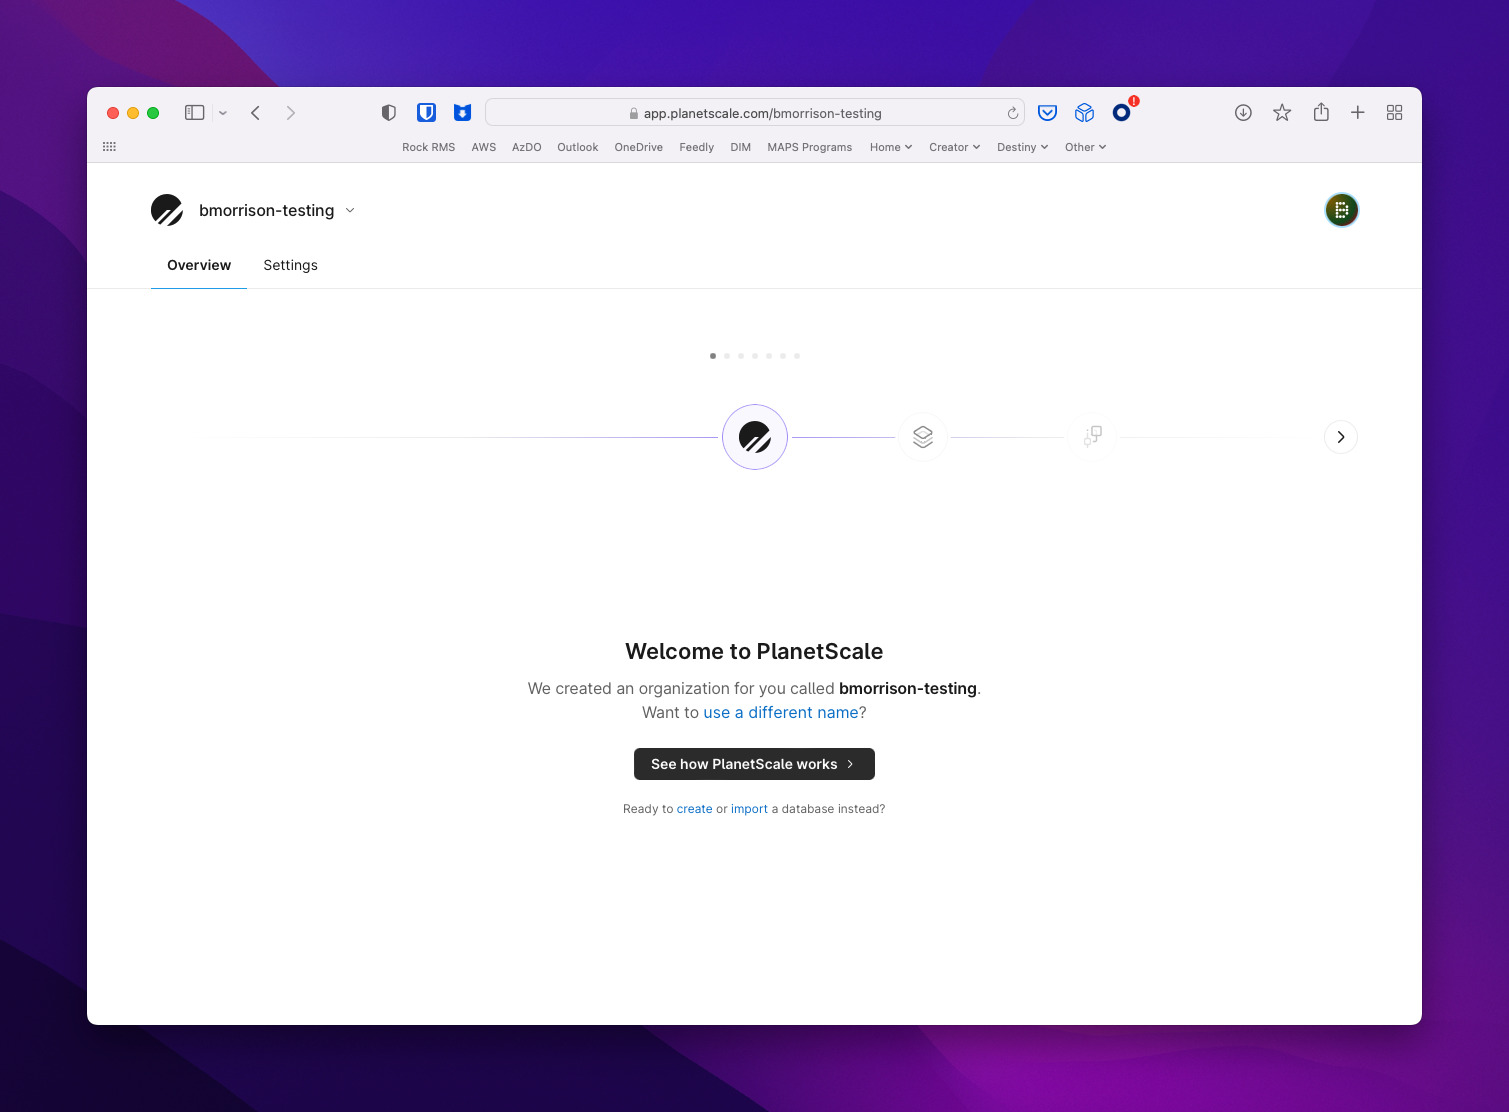 app.planetscale.com/bmorrison-testing
Rock RMS AWS AzDO Outlook OneDrive Feedly DIM MAPS Programs Home Creator Destiny Other
bmorrison-testing
Overview Settings
Welcome to PlanetScale
We created an organization for you called bmorrison-testing.
Want to use a different name?
See how PlanetScale works
Ready to create or import a database instead?